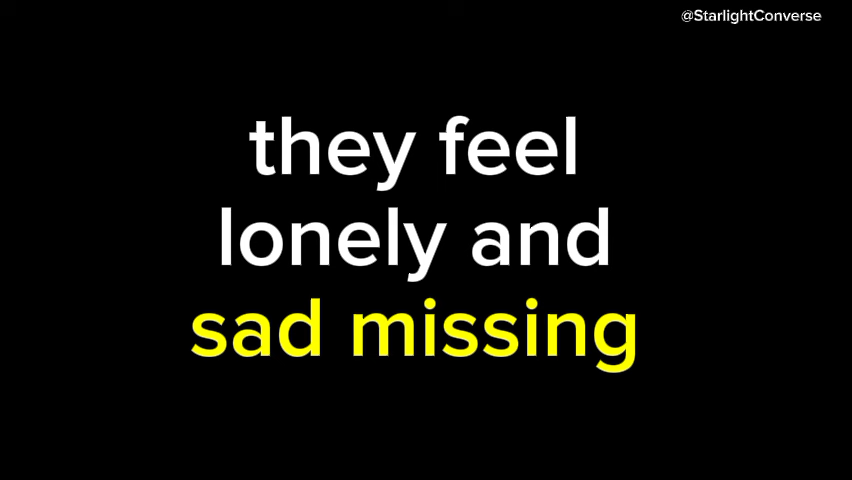 @StarlightConverse
they feel
lonely and
sad missing